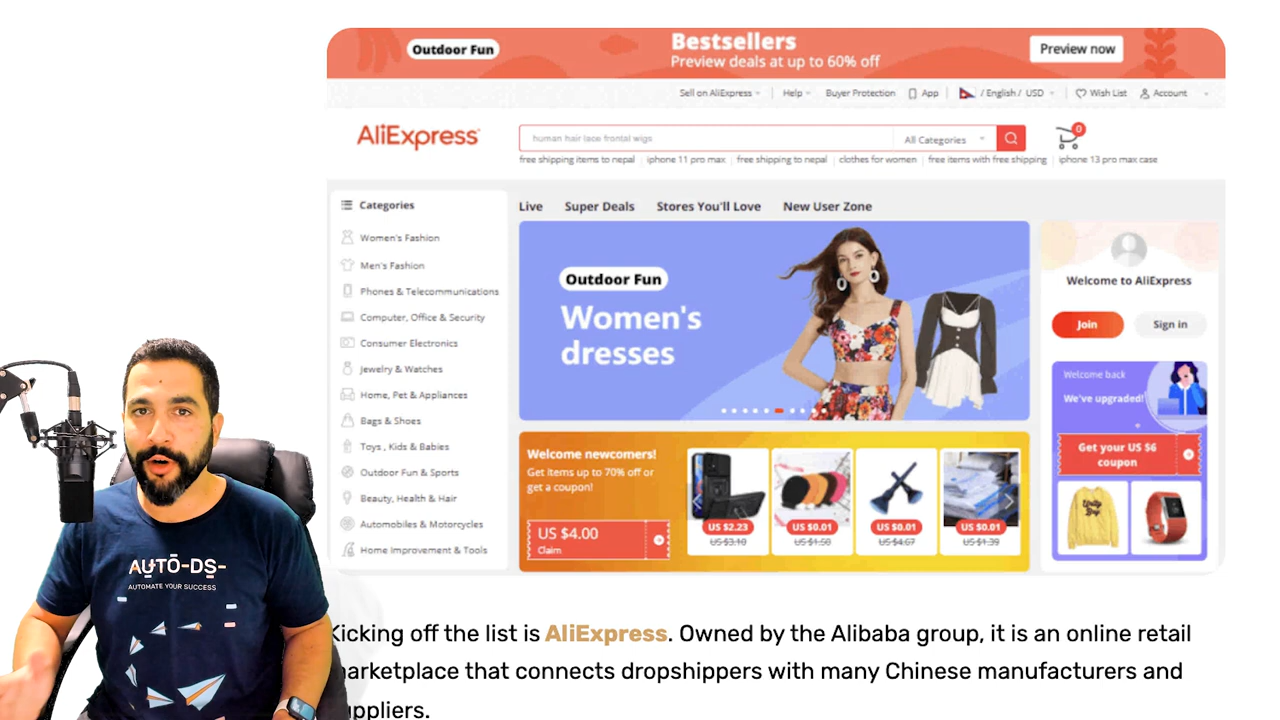 Outdoor Fun
Bestsellers
Preview deals at up to 60% off
Preview now
Sell on AliExpress
Help
Buyer Protection
App
/ English / USD
Wish List
Account
AliExpress
human hair lace frontal wigs
All Categories
0
free shipping items to nepal
iphone 11 pro max
free shipping to nepal
clothes for women
free items with free shipping
iphone 13 pro max case
Categories
Women's Fashion
Men's Fashion
Phones & Telecommunications
Computer, Office & Security
Consumer Electronics
Jewelry & Watches
Home, Pet & Appliances
Bags & Shoes
Toys , Kids & Babies
Outdoor Fun & Sports
Beauty, Health & Hair
Automobiles & Motorcycles
Home Improvement & Tools
Live
Super Deals
Stores You'll Love
New User Zone
Outdoor Fun
Women's
dresses
Welcome to AliExpress
Join
Sign in
Welcome back
We've upgraded!
Get your US $6
coupon
Welcome newcomers!
Get items up to 70% off or
get a coupon!
US $4.00
Claim
US $2.23
US $3.10
US $0.01
US $1.50
US $0.01
US $4.67
US $0.01
US $1.39
AUTO-DS-
AUTOMATE YOUR SUCCESS
Kicking off the list is AliExpress. Owned by the Alibaba group, it is an online retail
marketplace that connects dropshippers with many Chinese manufacturers and
suppliers.